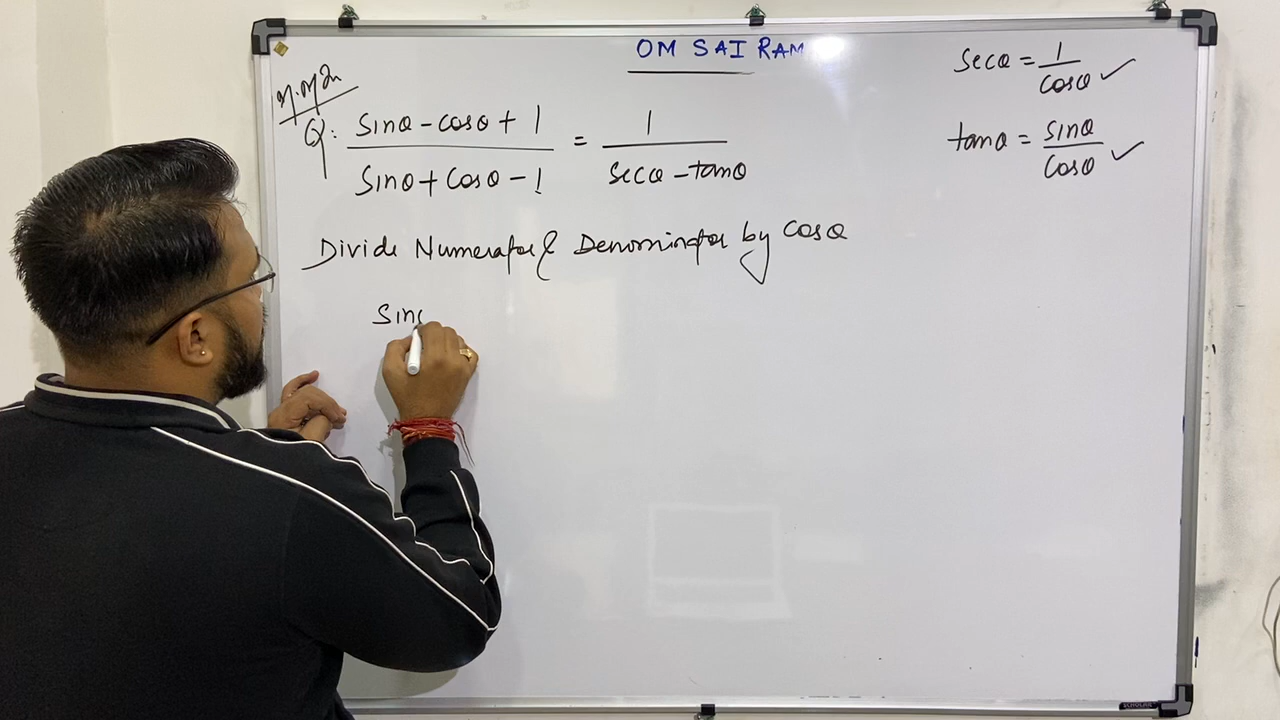 OM SAI RAM
Q: sinθ - cosθ + 1 / sinθ + cosθ - 1 = 1 / secθ - tanθ
secθ = 1 / cosθ ✓
tanθ = sinθ / cosθ ✓
Divide Numerator & Denominator by cosθ
Sin